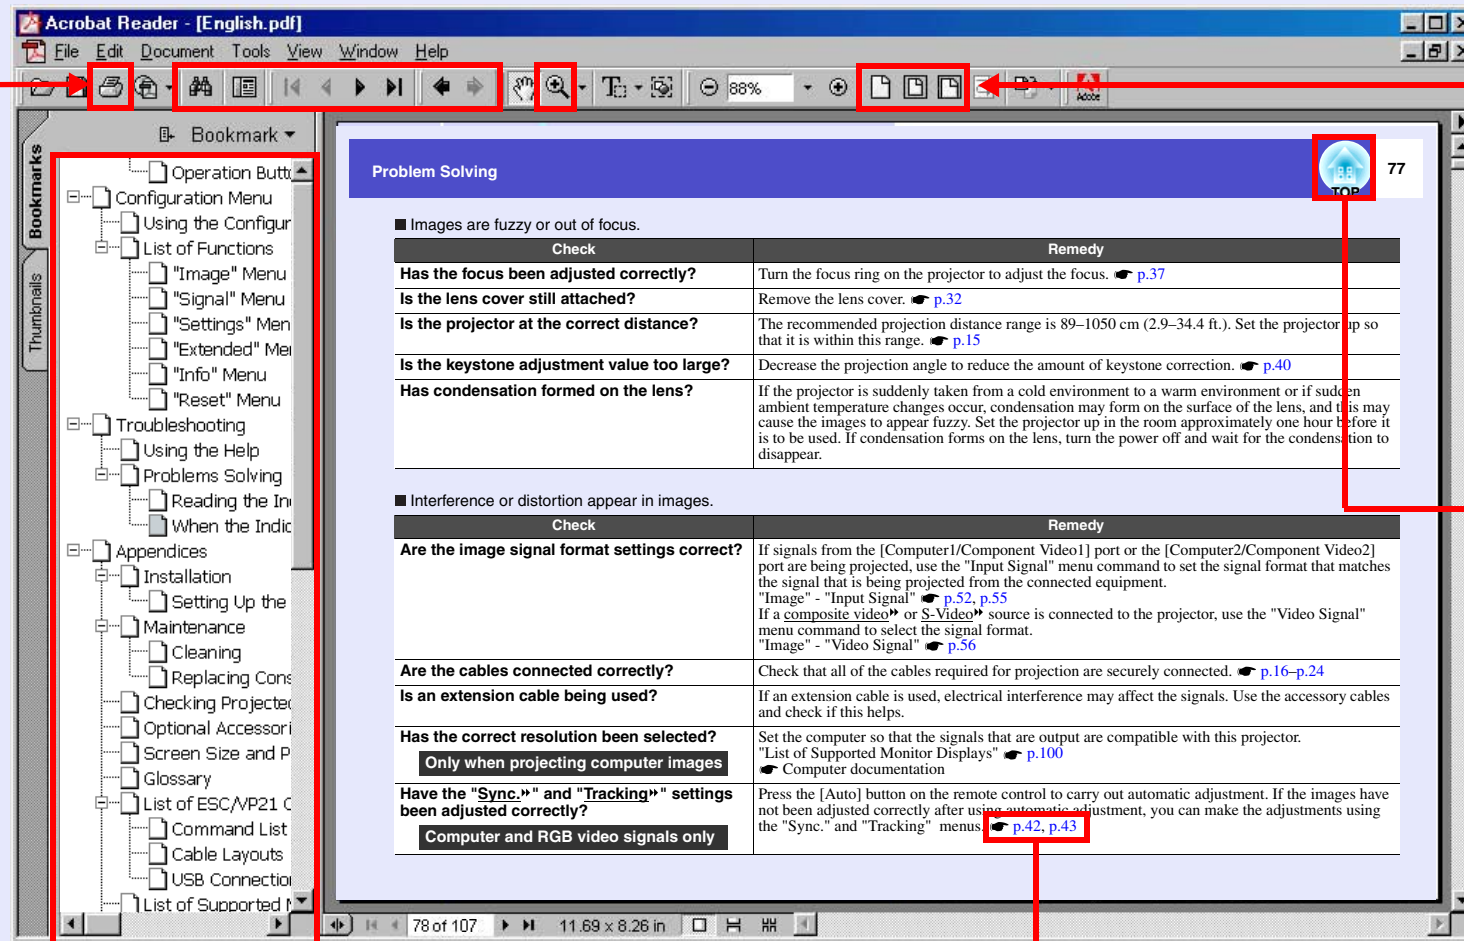 Acrobat Reader - [English.pdf]
File Edit Document Tools View Window Help
88%
Adobe
Bookmarks
Thumbnails
Bookmark
Operation Butt
Configuration Menu
Using the Configur
List of Functions
"Image" Menu
"Signal" Menu
"Settings" Men
"Extended" Me
"Info" Menu
"Reset" Menu
Troubleshooting
Using the Help
Problems Solving
Reading the In
When the Indic
Appendices
Installation
Setting Up the
Maintenance
Cleaning
Replacing Cons
Checking Projected
Optional Accessori
Screen Size and P
Glossary
List of ESC/VP21 C
Command List
Cable Layouts
USB Connection
List of Supported M
Problem Solving
TOP
77
■ Images are fuzzy or out of focus.
Check Remedy
Has the focus been adjusted correctly? Turn the focus ring on the projector to adjust the focus. ☛ p.37
Is the lens cover still attached? Remove the lens cover. ☛ p.32
Is the projector at the correct distance? The recommended projection distance range is 89–1050 cm (2.9–34.4 ft.). Set the projector up so
that it is within this range. ☛ p.15
Is the keystone adjustment value too large? Decrease the projection angle to reduce the amount of keystone correction. ☛ p.40
Has condensation formed on the lens? If the projector is suddenly taken from a cold environment to a warm environment or if sudden
ambient temperature changes occur, condensation may form on the surface of the lens, and this may
cause the images to appear fuzzy. Set the projector up in the room approximately one hour before it
is to be used. If condensation forms on the lens, turn the power off and wait for the condensation to
disappear.
■ Interference or distortion appear in images.
Check Remedy
Are the image signal format settings correct? If signals from the [Computer1/Component Video1] port or the [Computer2/Component Video2]
port are being projected, use the "Input Signal" menu command to set the signal format that matches
the signal that is being projected from the connected equipment.
"Image" - "Input Signal" ☛ p.52, p.55
If a composite video or S-Video source is connected to the projector, use the "Video Signal"
menu command to select the signal format.
"Image" - "Video Signal" ☛ p.56
Are the cables connected correctly? Check that all of the cables required for projection are securely connected. ☛ p.16–p.24
Is an extension cable being used? If an extension cable is used, electrical interference may affect the signals. Use the accessory cables
and check if this helps.
Has the correct resolution been selected?
Only when projecting computer images
Set the computer so that the signals that are output are compatible with this projector.
"List of Supported Monitor Displays" ☛ p.100
☛ Computer documentation
Have the "Sync." and "Tracking" settings
been adjusted correctly?
Computer and RGB video signals only
Press the [Auto] button on the remote control to carry out automatic adjustment. If the images have
not been adjusted correctly after using automatic adjustment, you can make the adjustments using
the "Sync." and "Tracking" menus. ☛ p.42, p.43
78 of 107 11.69 x 8.26 in